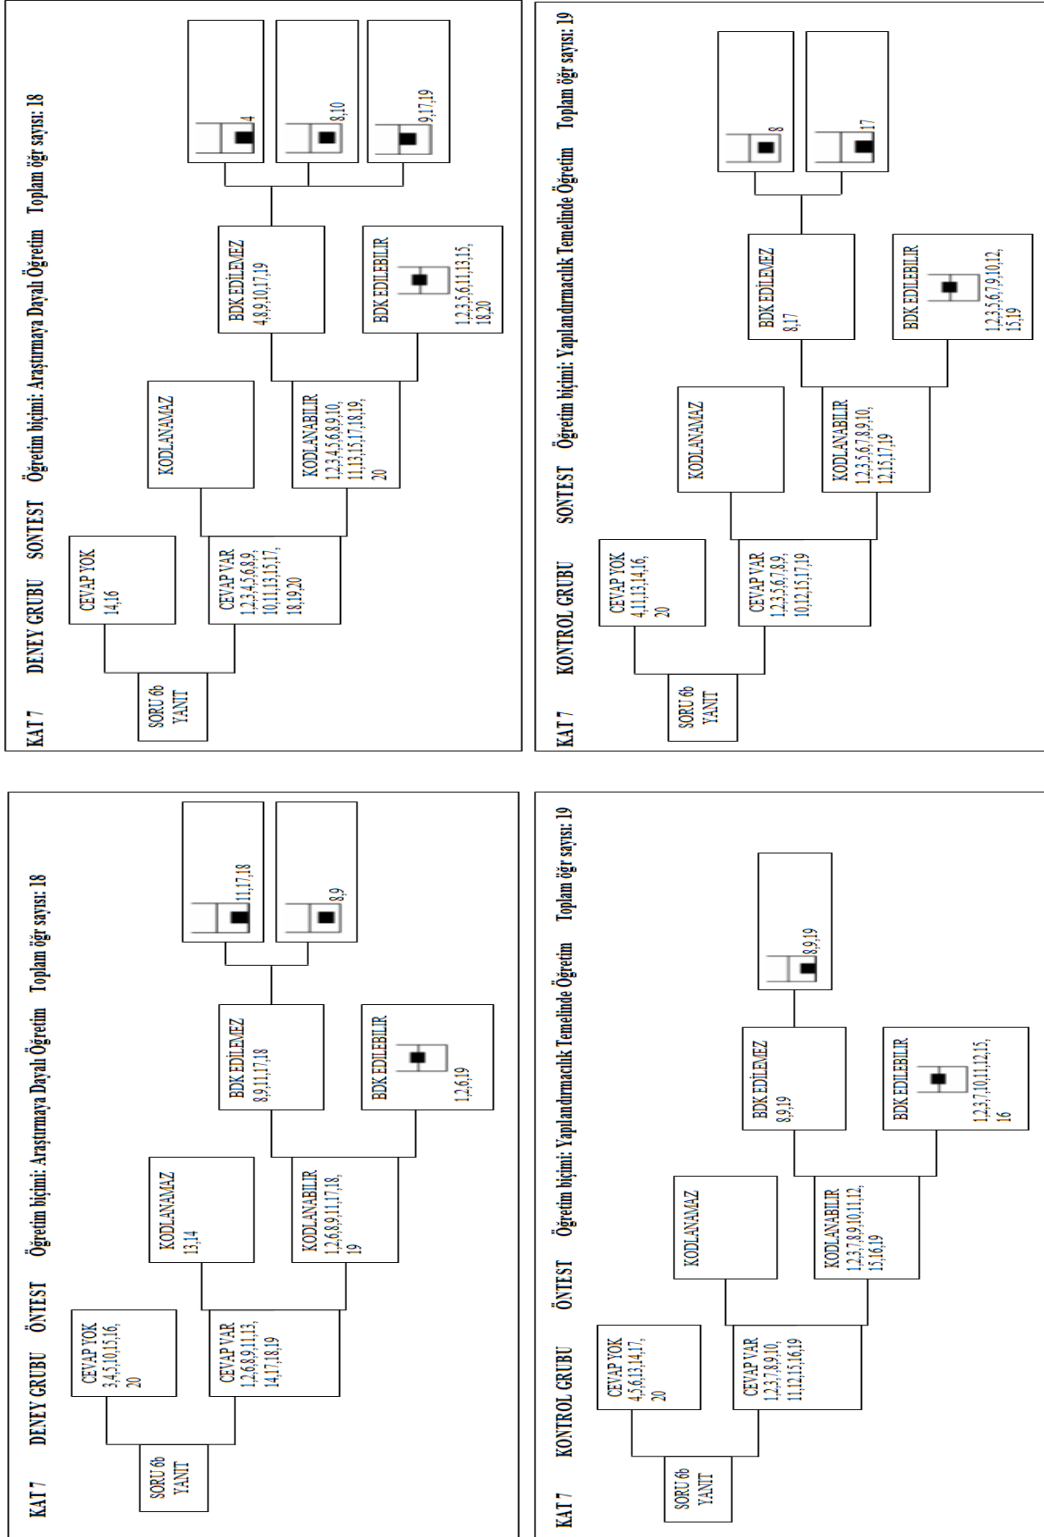 KAT 7 DENEY GRUBU ÖNTEST Öğretim biçimi: Araştırmaya Dayalı Öğretim Toplam öğr sayısı: 18
SORU 6b
YANIT
CEVAP YOK
3,4,5,10,15,16,
20
CEVAP VAR
1,2,6,8,9,11,13,
14,17,18,19
KODLANAMAZ
13,14
KODLANABILIR
1,2,6,8,9,11,17,18,
19
BDK EDİLEMEZ
8,9,11,17,18
BDK EDILEBILIR
1,2,6,19
11,17,18
8,9
KAT 7 DENEY GRUBU SONTEST Öğretim biçimi: Araştırmaya Dayalı Öğretim Toplam öğr sayısı: 18
SORU 6b
YANIT
CEVAP YOK
14,16
CEVAP VAR
1,2,3,4,5,6,8,9,
10,11,13,15,17,
18,19,20
KODLANAMAZ
KODLANABILIR
1,2,3,4,5,6,8,9,10,
11,13,15,17,18,19,
20
BDK EDİLEMEZ
4,8,9,10,17,19
BDK EDILEBILIR
1,2,3,5,6,11,13,15,
18,20
4
8,10
9,17,19
KAT 7 KONTROL GRUBU ÖNTEST Öğretim biçimi: Yapılandırmacılık Temelinde Öğretim Toplam öğr sayısı: 19
SORU 6b
YANIT
CEVAP YOK
4,5,6,13,14,17,
20
CEVAP VAR
1,2,3,7,8,9,10,
11,12,15,16,19
KODLANAMAZ
KODLANABILIR
1,2,3,7,8,9,10,11,12,
15,16,19
BDK EDİLEMEZ
8,9,19
BDK EDILEBILIR
1,2,3,7,10,11,12,15,
16
8,9,19
KAT 7 KONTROL GRUBU SONTEST Öğretim biçimi: Yapılandırmacılık Temelinde Öğretim Toplam öğr sayısı: 19
SORU 6b
YANIT
CEVAP YOK
4,11,13,14,16,
20
CEVAP VAR
1,2,3,5,6,7,8,9,
10,12,15,17,19
KODLANAMAZ
KODLANABILIR
1,2,3,5,6,7,8,9,10,
12,15,17,19
BDK EDİLEMEZ
8,17
BDK EDILEBILIR
1,2,3,5,6,7,9,10,12,
15,19
8
17